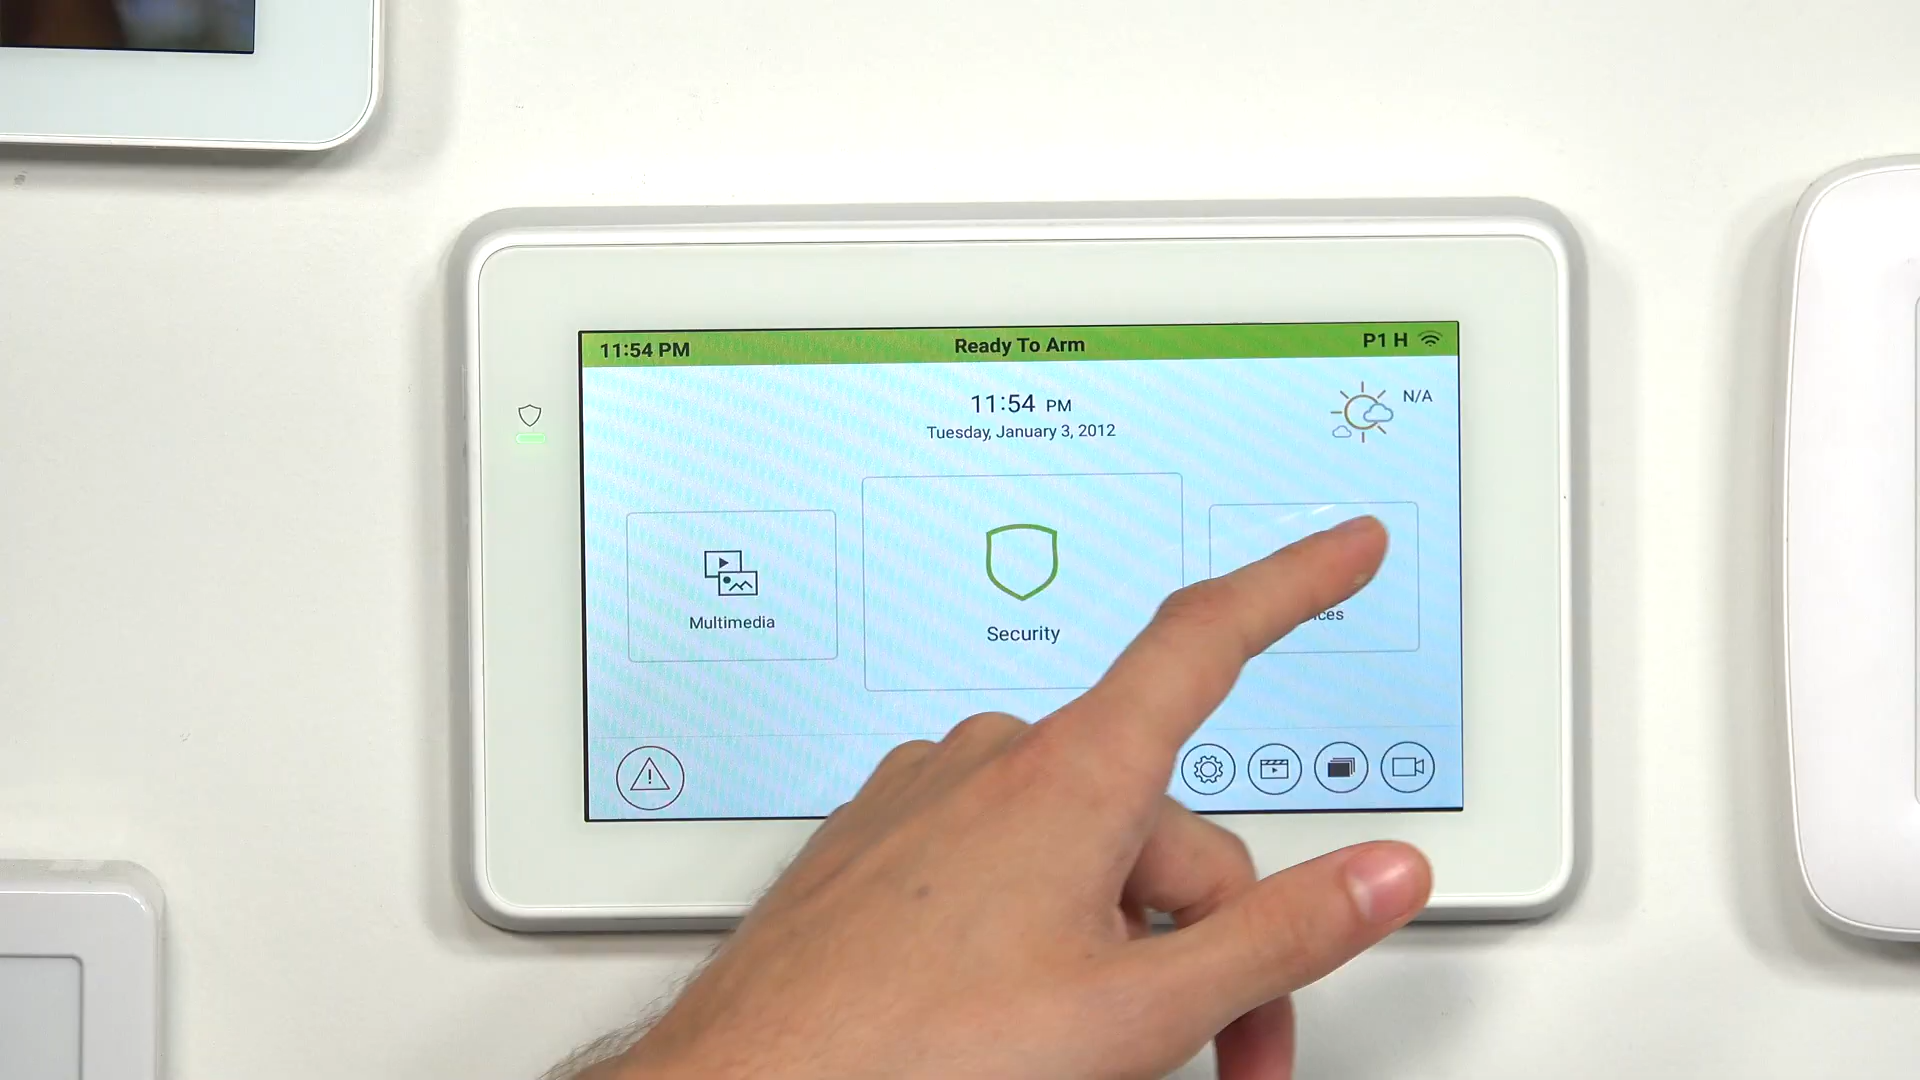 11:54 PM
Ready To Arm
P1 H
11:54 PM
Tuesday, January 3, 2012
N/A
Multimedia
Security